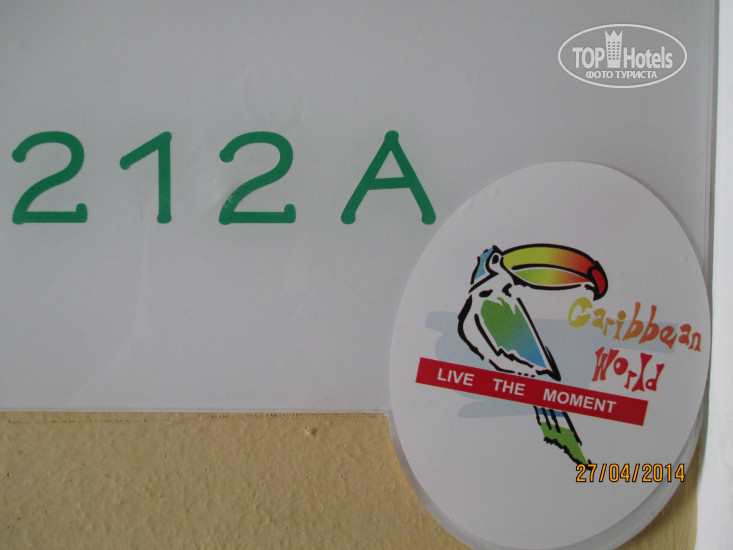 TOP Hotels
ФОТО ТУРИСТА
212A
Caribbean
World
LIVE THE MOMENT
27/04/2014